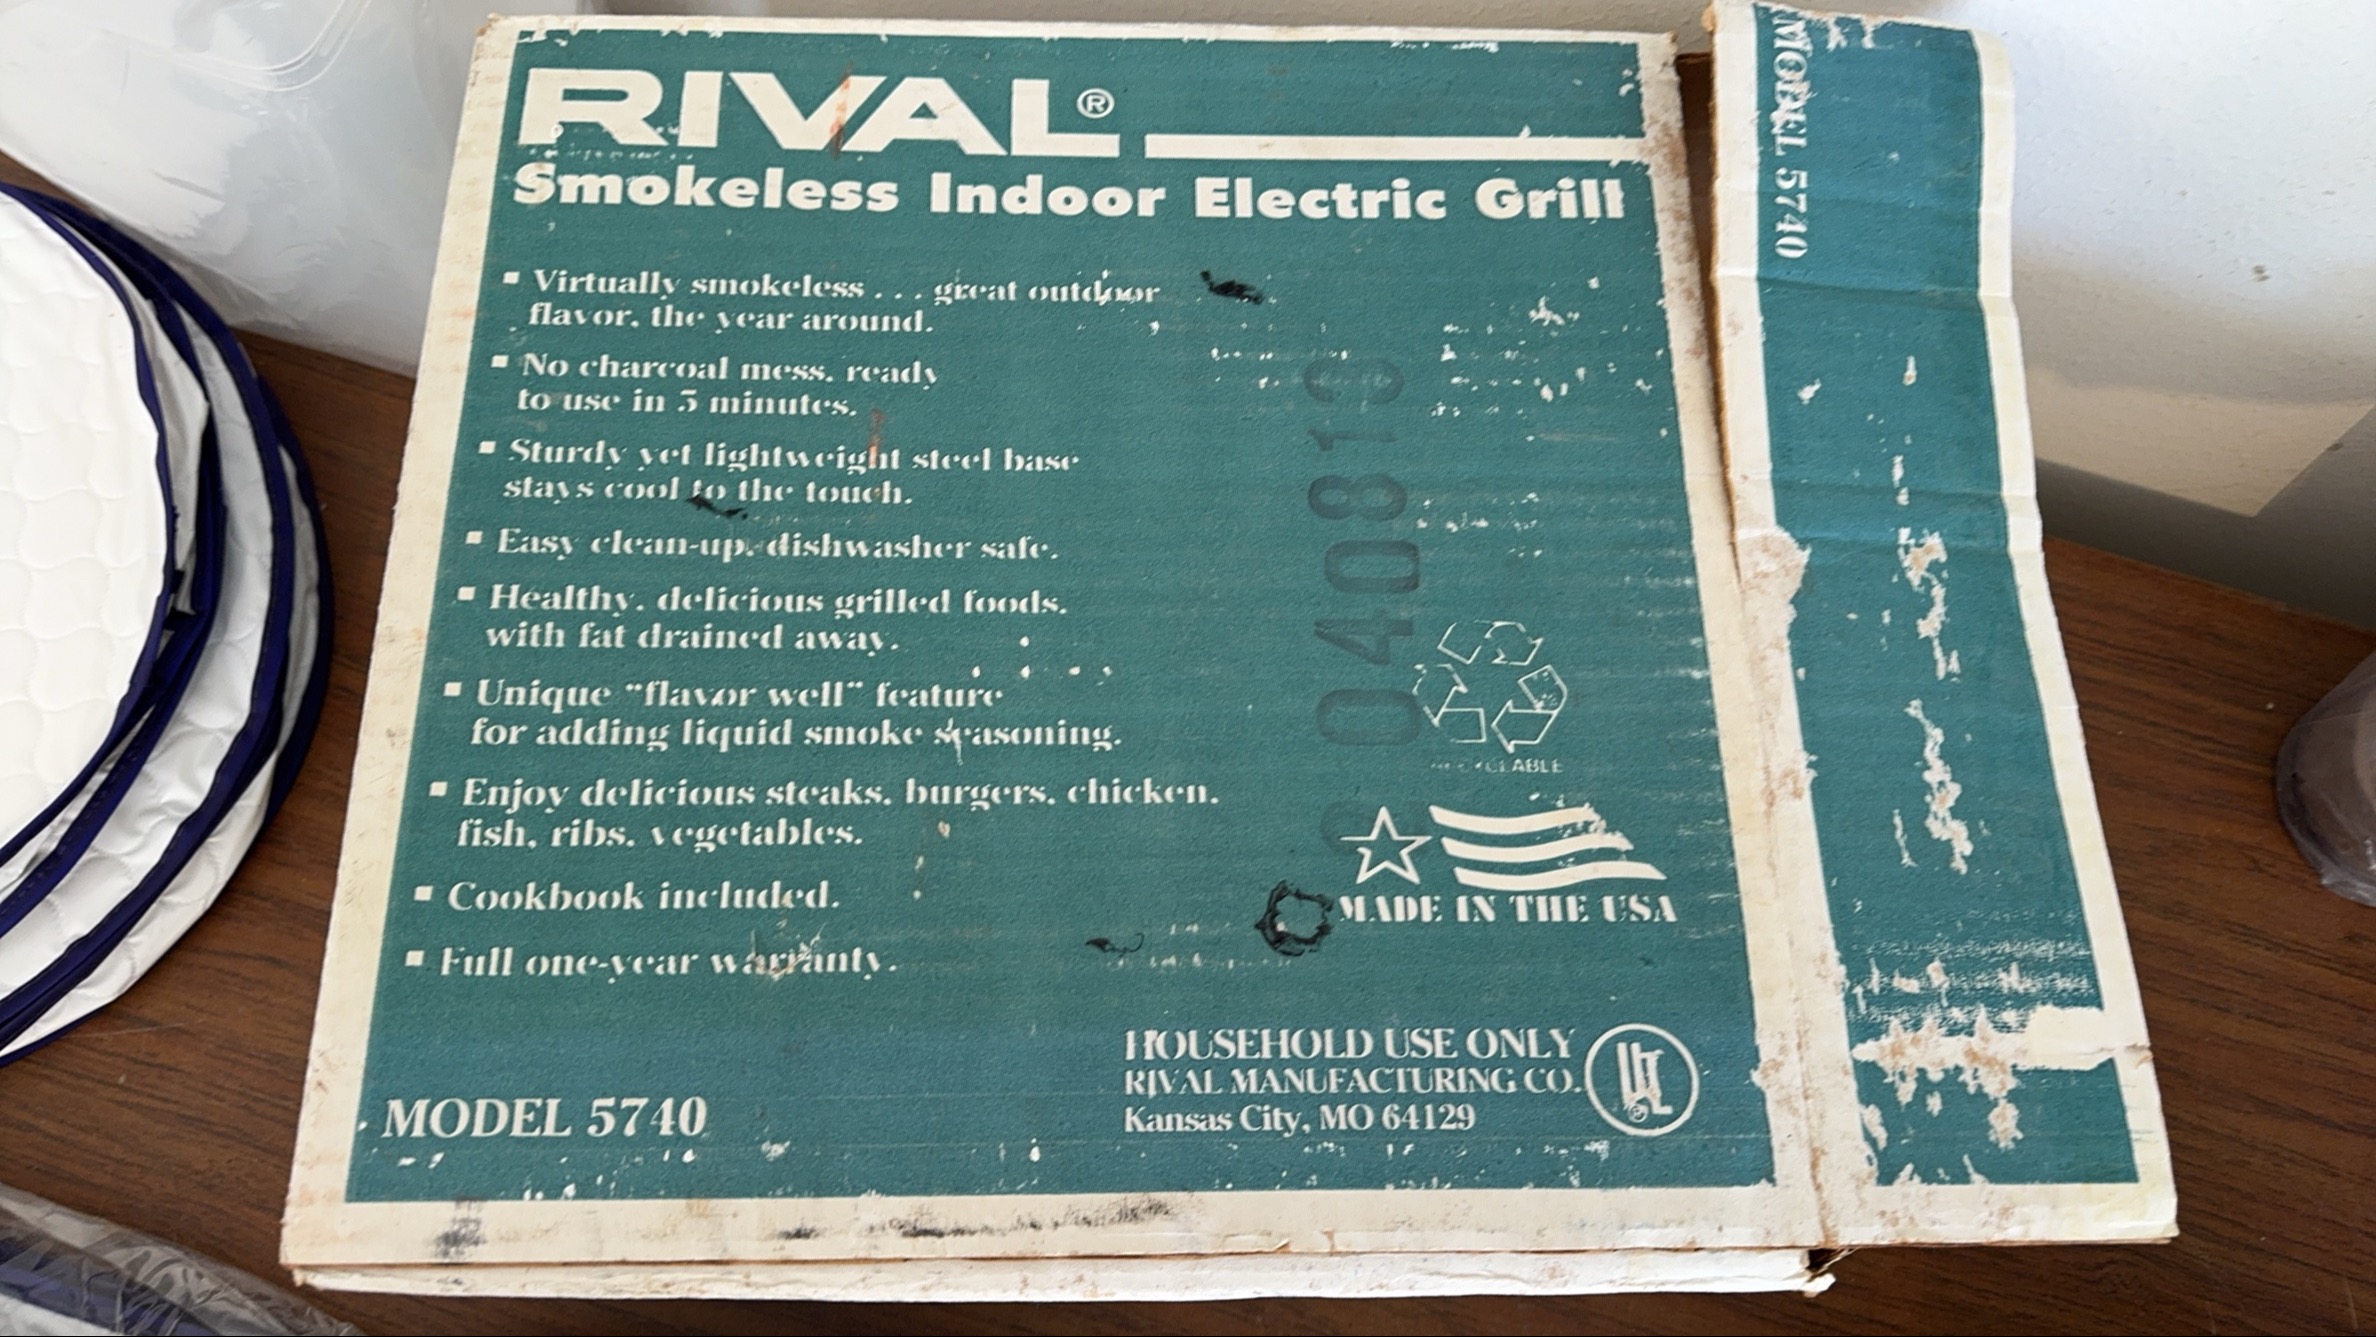 RIVAL®
Smokeless Indoor Electric Grill
▪ Virtually smokeless . . . great outdoor
flavor, the year around.
▪ No charcoal mess, ready
to use in 5 minutes.
▪ Sturdy yet lightweight steel base
stays cool to the touch.
▪ Easy clean-up, dishwasher safe.
▪ Healthy, delicious grilled foods,
with fat drained away.
▪ Unique "flavor well" feature
for adding liquid smoke seasoning.
▪ Enjoy delicious steaks, burgers, chicken,
fish, ribs, vegetables.
▪ Cookbook included.
▪ Full one-year warranty.
RECYCLABLE
MADE IN THE USA
MODEL 5740
HOUSEHOLD USE ONLY
RIVAL MANUFACTURING CO.
Kansas City, MO 64129
UL®
MODEL 5740